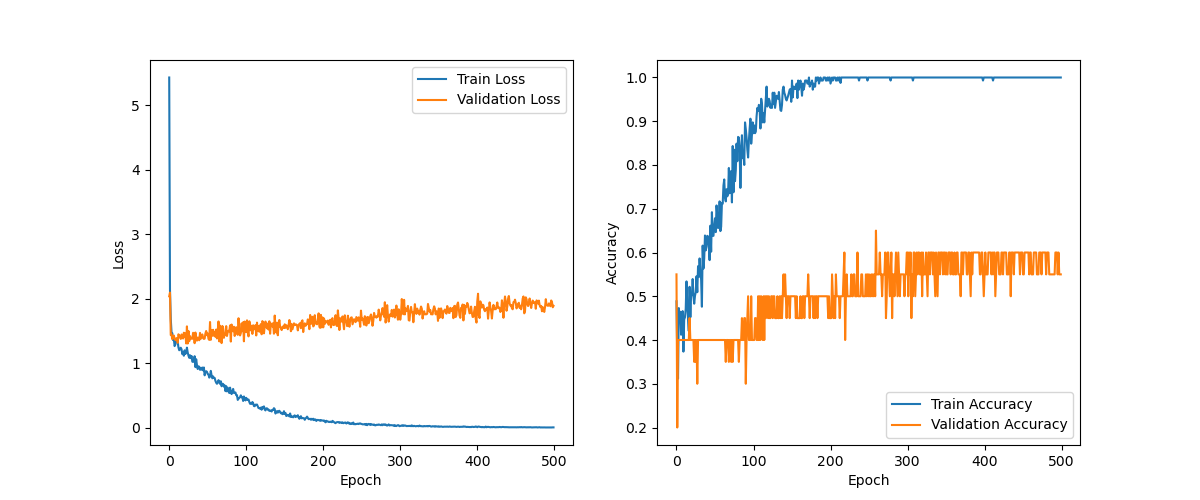 Train Loss
Validation Loss
5
4
3
2
1
0
Loss
0 100 200 300 400 500
Epoch
1.0
0.9
0.8
0.7
0.6
0.5
0.4
0.3
0.2
Accuracy
Train Accuracy
Validation Accuracy
0 100 200 300 400 500
Epoch